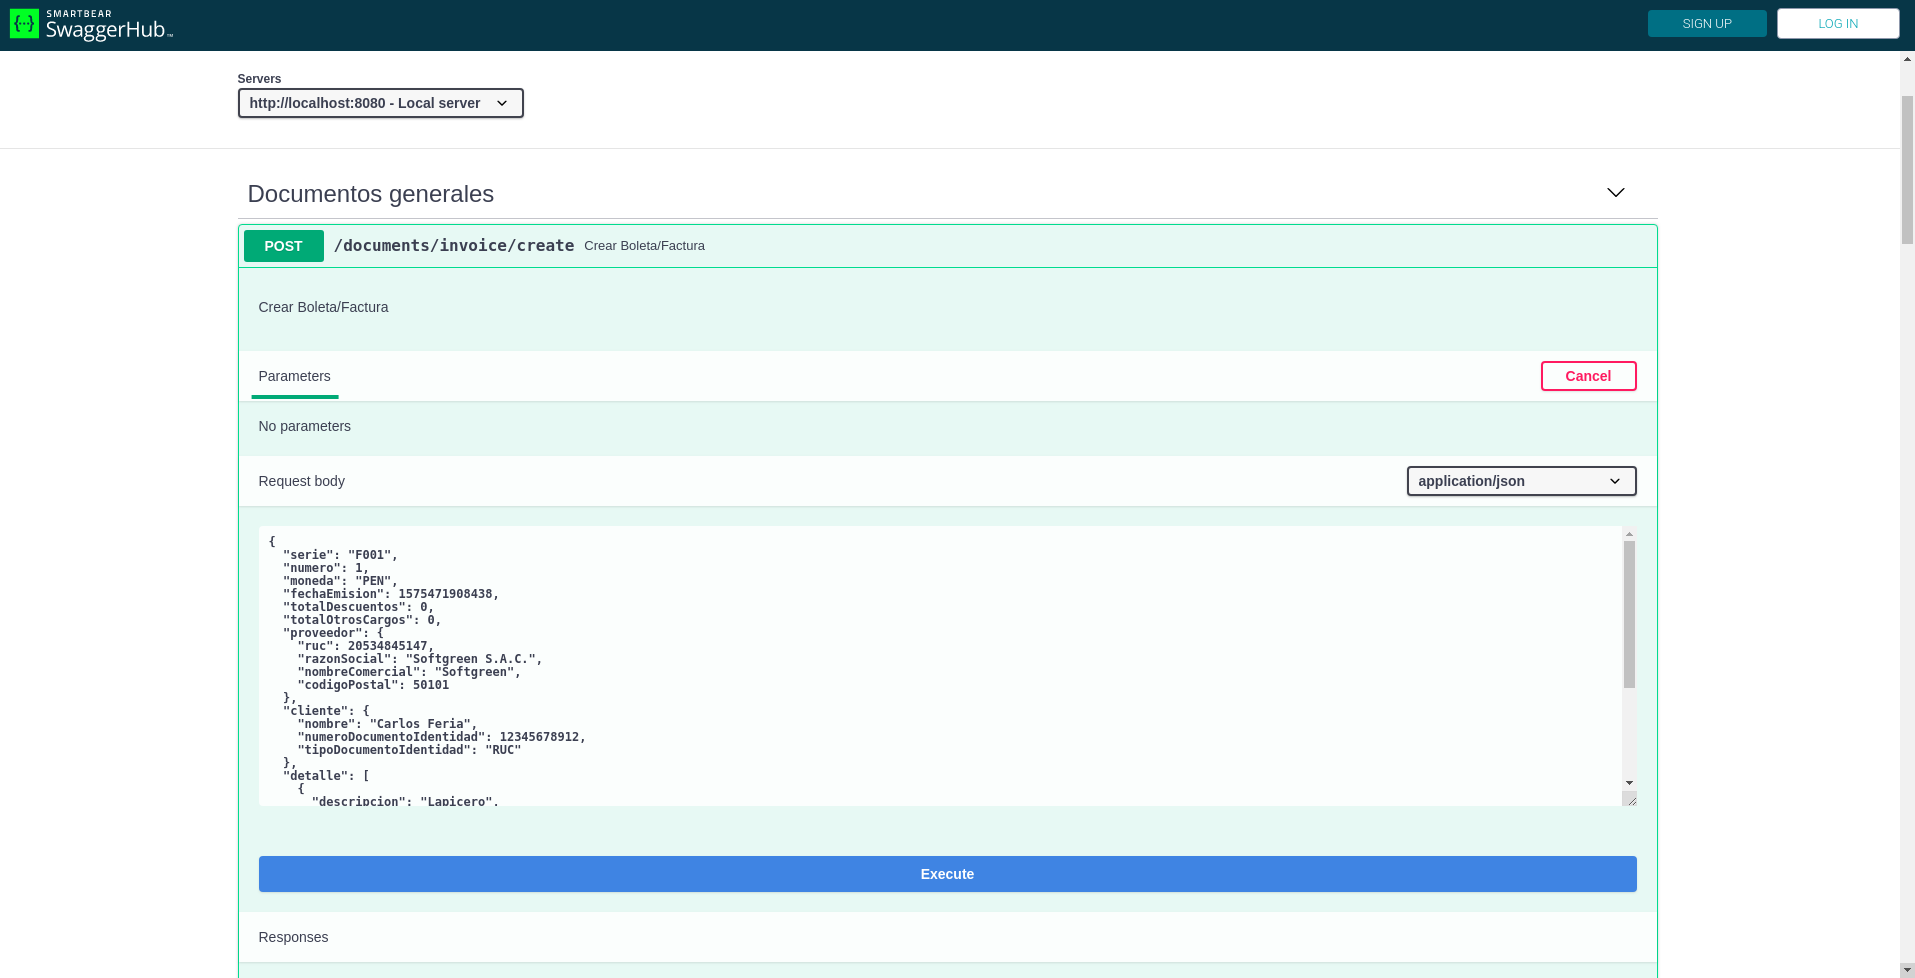 SMARTBEAR
SwaggerHub™
SIGN UP
LOG IN
Servers
http://localhost:8080 - Local server
Documentos generales
POST /documents/invoice/create Crear Boleta/Factura
Crear Boleta/Factura
Parameters
Cancel
No parameters
Request body
application/json
{
  "serie": "F001",
  "numero": 1,
  "moneda": "PEN",
  "fechaEmision": 1575471908438,
  "totalDescuentos": 0,
  "totalOtrosCargos": 0,
  "proveedor": {
    "ruc": 20534845147,
    "razonSocial": "Softgreen S.A.C.",
    "nombreComercial": "Softgreen",
    "codigoPostal": 50101
  },
  "cliente": {
    "nombre": "Carlos Feria",
    "numeroDocumentoIdentidad": 12345678912,
    "tipoDocumentoIdentidad": "RUC"
  },
  "detalle": [
    {
      "descripcion": "Lapicero",
Execute
Responses